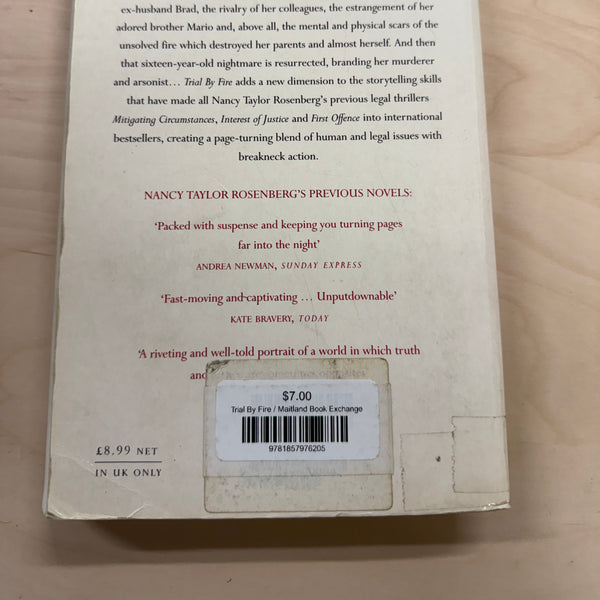 ex-husband Brad, the rivalry of her colleagues, the estrangement of her
adored brother Mario and, above all, the mental and physical scars of the
unsolved fire which destroyed her parents and almost herself. And then
that sixteen-year-old nightmare is resurrected, branding her murderer
and arsonist… Trial By Fire adds a new dimension to the storytelling skills
that have made all Nancy Taylor Rosenberg's previous legal thrillers
Mitigating Circumstances, Interest of Justice and First Offence into international
bestsellers, creating a page-turning blend of human and legal issues with
breakneck action.
NANCY TAYLOR ROSENBERG'S PREVIOUS NOVELS:
'Packed with suspense and keeping you turning pages
far into the night'
ANDREA NEWMAN, SUNDAY EXPRESS
'Fast-moving and captivating … Unputdownable'
KATE BRAVERY, TODAY
'A riveting and well-told portrait of a world in which truth
and
$7.00
Trial By Fire / Maitland Book Exchange
9781857976205
£8.99 NET
IN UK ONLY